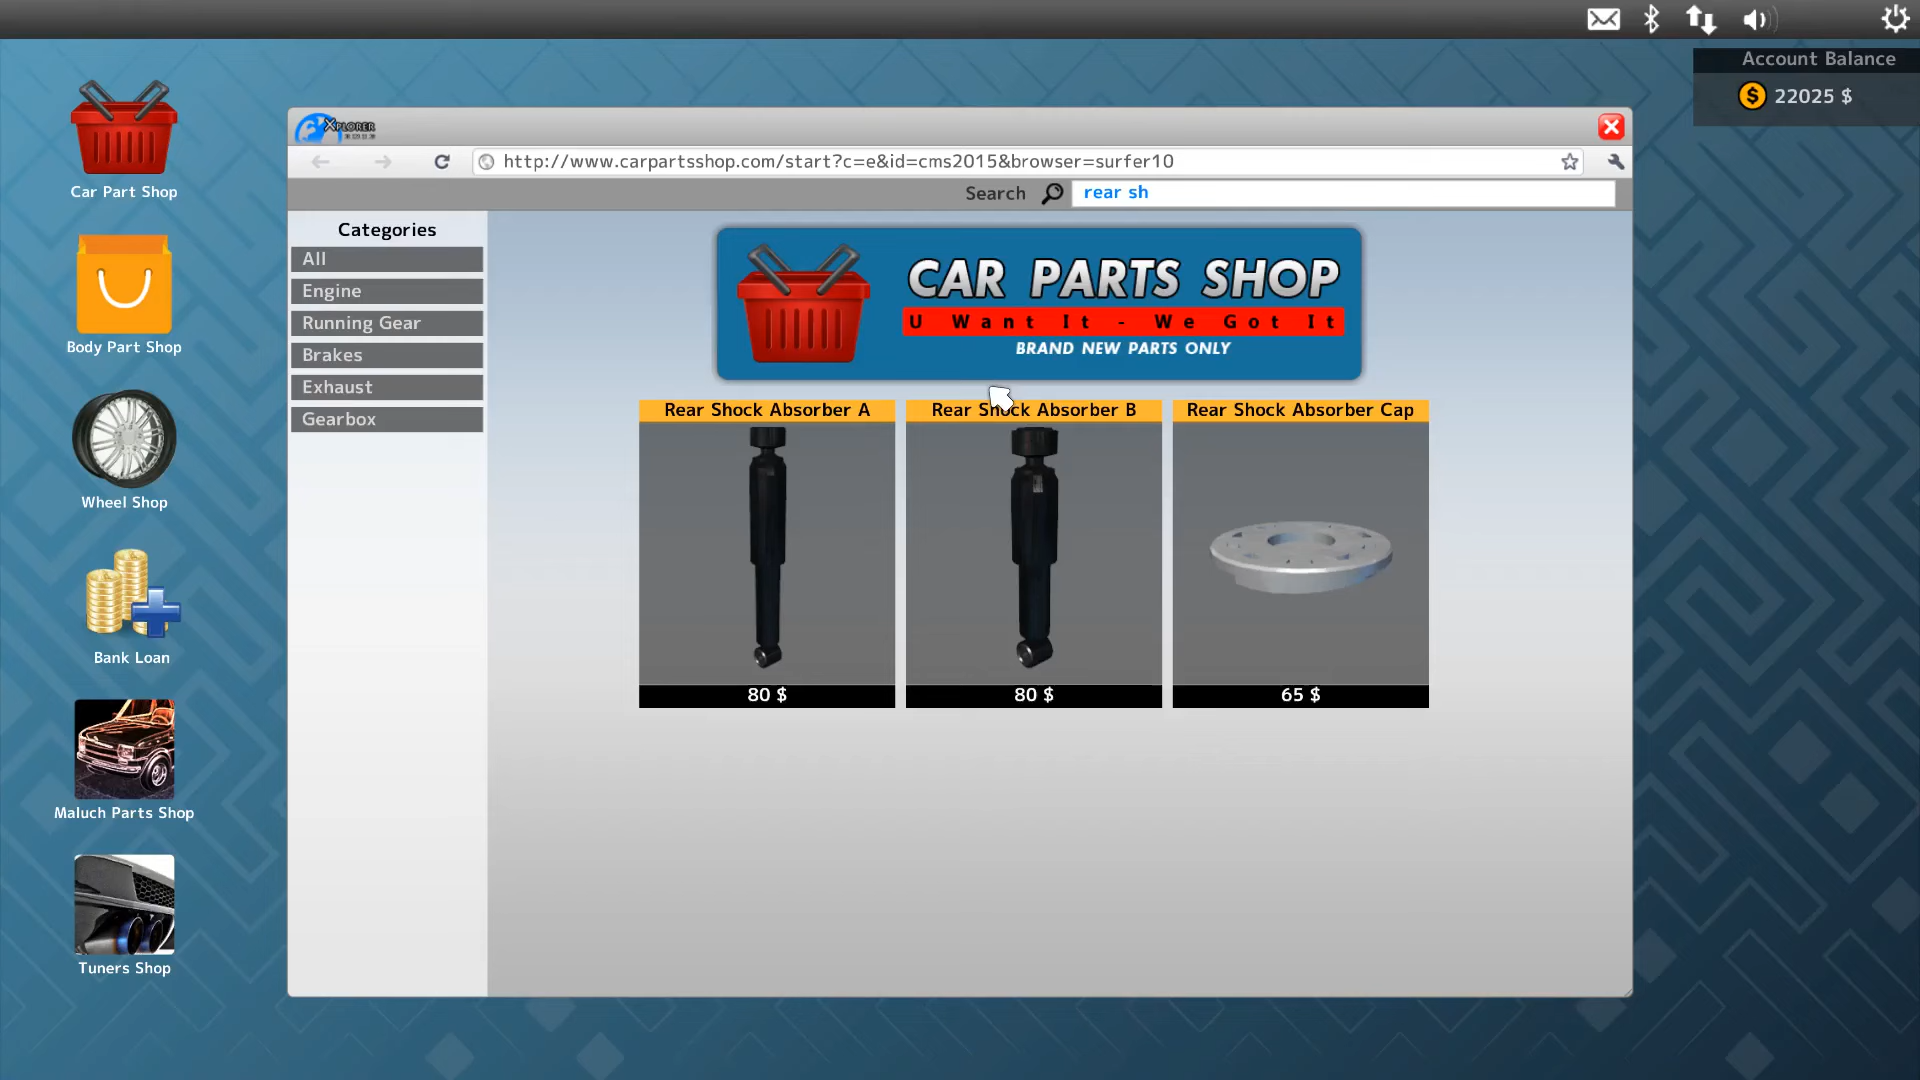 Account Balance
$ 22025 $
Car Part Shop
Body Part Shop
Wheel Shop
Bank Loan
Maluch Parts Shop
Tuners Shop
XPLORER
http://www.carpartsshop.com/start?c=e&id=cms2015&browser=surfer10
Search rear sh
Categories
All
Engine
Running Gear
Brakes
Exhaust
Gearbox
CAR PARTS SHOP
U Want It - We Got It
BRAND NEW PARTS ONLY
Rear Shock Absorber A
80 $
Rear Shock Absorber B
80 $
Rear Shock Absorber Cap
65 $